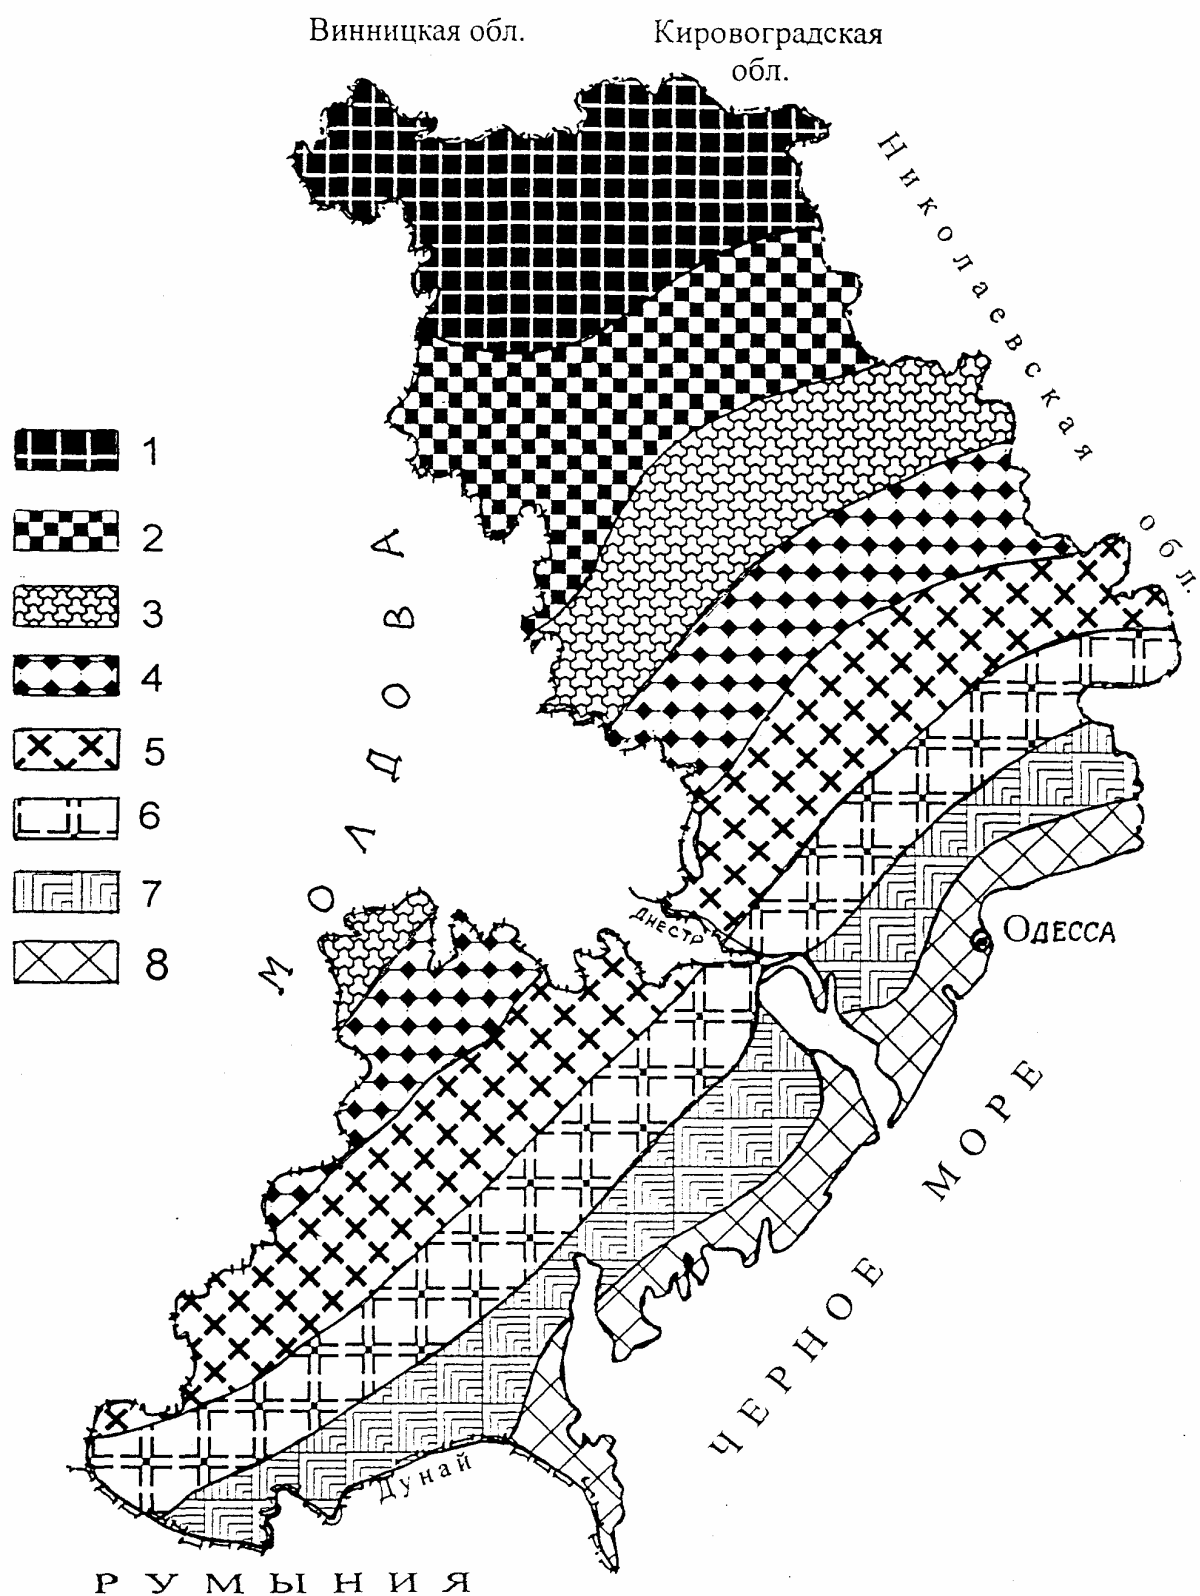 Винницкая обл.
Кировоградская
обл.
Николаевская обл.
1
2
3
4
5
6
7
8
МОЛДОВА
ДНЕСТР
ОДЕССА
ЧЕРНОЕ МОРЕ
Дунай
РУМЫНИЯ